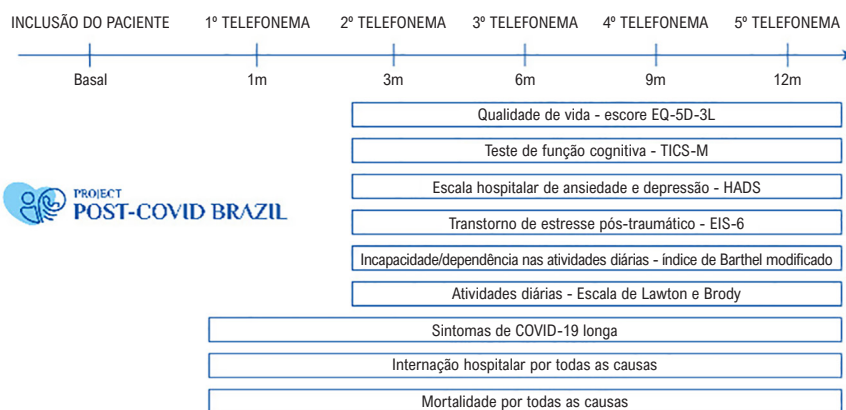 INCLUSÃO DO PACIENTE 1º TELEFONEMA 2º TELEFONEMA 3º TELEFONEMA 4º TELEFONEMA 5º TELEFONEMA
Basal 1m 3m 6m 9m 12m
Qualidade de vida - escore EQ-5D-3L
Teste de função cognitiva - TICS-M
Escala hospitalar de ansiedade e depressão - HADS
PROJECT
POST-COVID BRAZIL
Transtorno de estresse pós-traumático - EIS-6
Incapacidade/dependência nas atividades diárias - índice de Barthel modificado
Atividades diárias - Escala de Lawton e Brody
Sintomas de COVID-19 longa
Internação hospitalar por todas as causas
Mortalidade por todas as causas